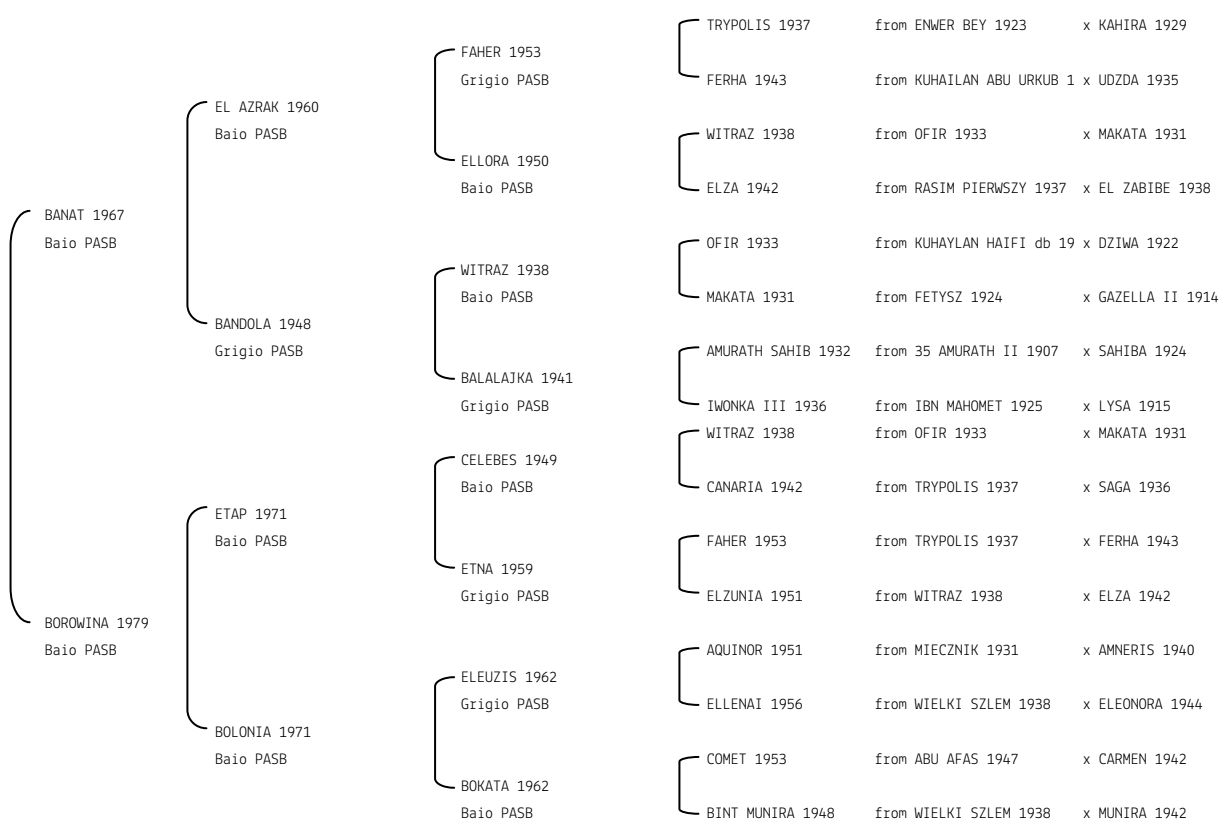 TRYPOLIS 1937 from ENWER BEY 1923 x KAHIRA 1929
FAHER 1953
Grigio PASB
FERHA 1943 from KUHAILAN ABU URKUB 1 x UDZDA 1935
EL AZRAK 1960
Baio PASB
WITRAZ 1938 from OFIR 1933 x MAKATA 1931
ELLORA 1950
Baio PASB
ELZA 1942 from RASIM PIERWSZY 1937 x EL ZABIBE 1938
BANAT 1967
Baio PASB
OFIR 1933 from KUHAYLAN HAIFI db 19 x DZIWA 1922
WITRAZ 1938
Baio PASB
MAKATA 1931 from FETYSZ 1924 x GAZELLA II 1914
BANDOLA 1948
Grigio PASB
AMURATH SAHIB 1932 from 35 AMURATH II 1907 x SAHIBA 1924
BALALAJKA 1941
Grigio PASB
IWONKA III 1936 from IBN MAHOMET 1925 x LYSA 1915
WITRAZ 1938 from OFIR 1933 x MAKATA 1931
CELEBES 1949
Baio PASB
CANARIA 1942 from TRYPOLIS 1937 x SAGA 1936
ETAP 1971
Baio PASB
FAHER 1953 from TRYPOLIS 1937 x FERHA 1943
ETNA 1959
Grigio PASB
ELZUNIA 1951 from WITRAZ 1938 x ELZA 1942
BOROWINA 1979
Baio PASB
AQUINOR 1951 from MIECZNIK 1931 x AMNERIS 1940
ELEUZIS 1962
Grigio PASB
ELLENAI 1956 from WIELKI SZLEM 1938 x ELEONORA 1944
BOLONIA 1971
Baio PASB
COMET 1953 from ABU AFAS 1947 x CARMEN 1942
BOKATA 1962
Baio PASB
BINT MUNIRA 1948 from WIELKI SZLEM 1938 x MUNIRA 1942